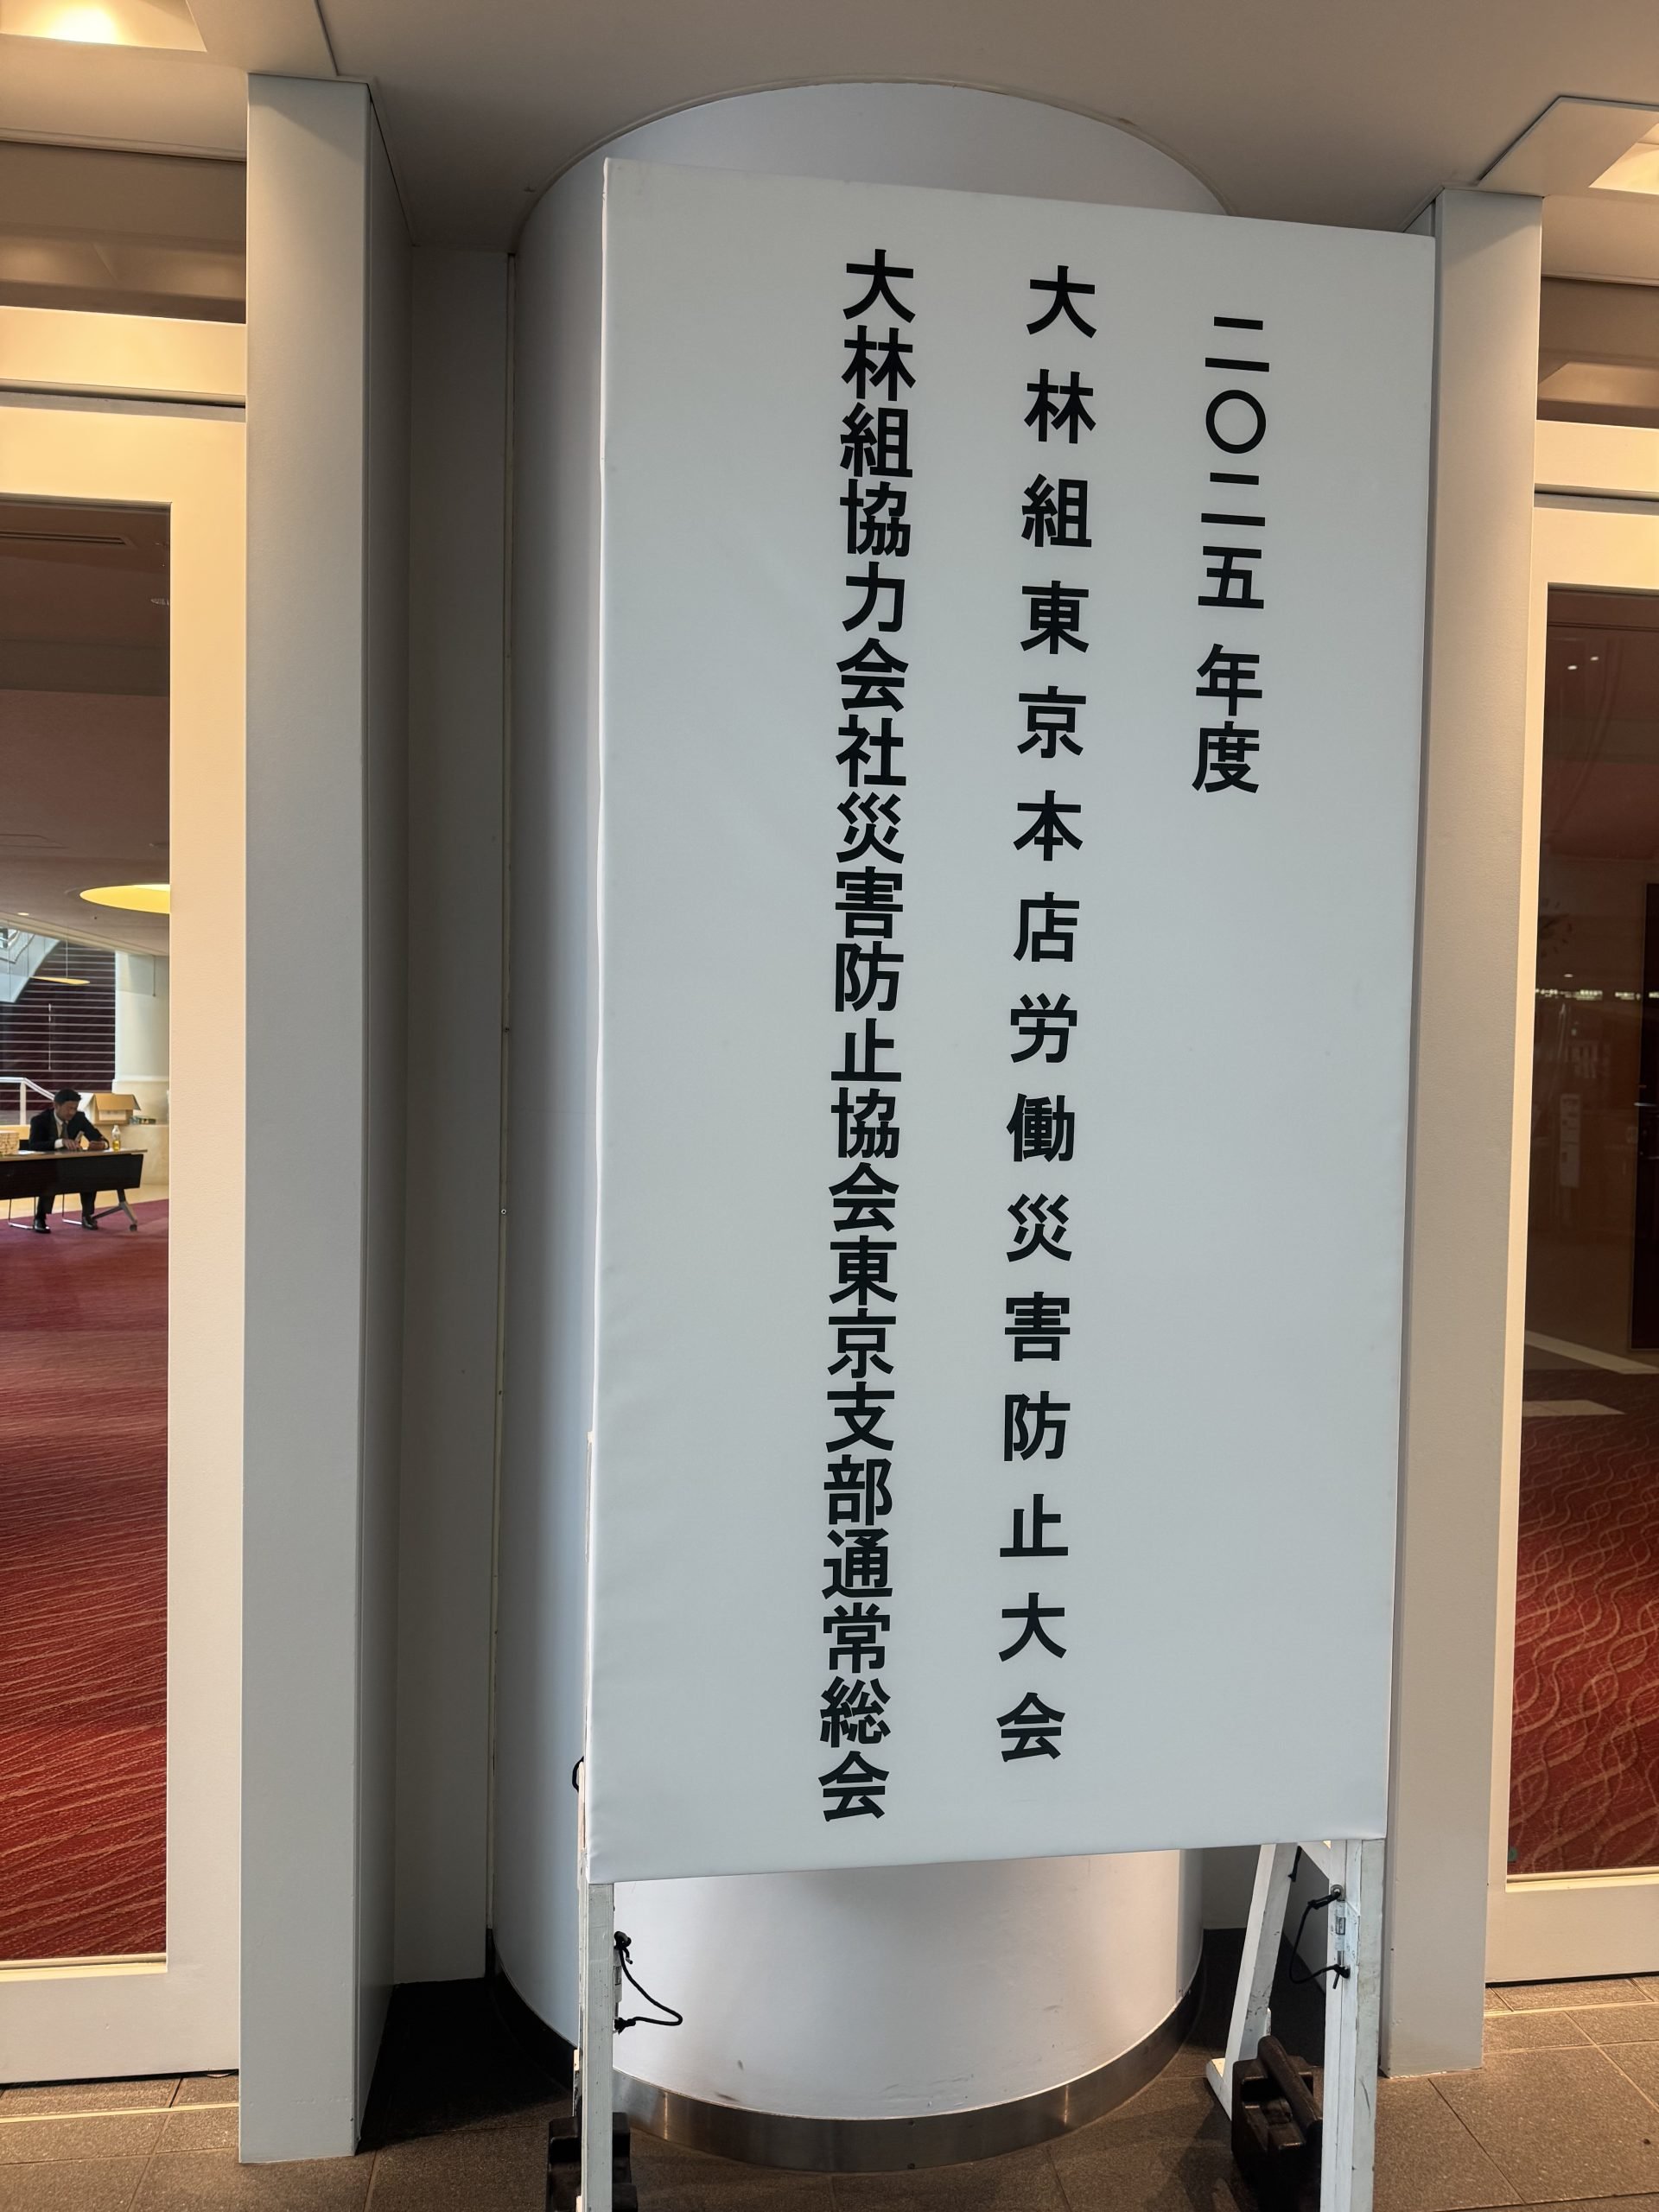 二〇二五年度
大林組東京本店労働災害防止大会
大林組協力会社災害防止協会東京支部通常総会